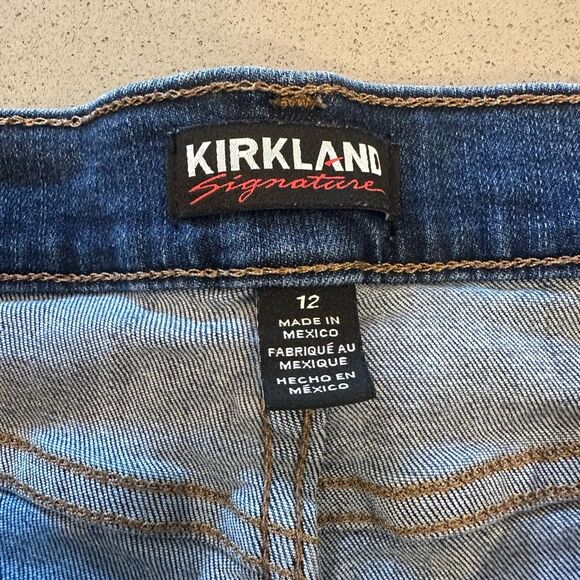 KIRKLAND
Signature
12
MADE IN
MEXICO
FABRIQUÉ AU
MEXIQUE
HECHO EN
MÉXICO